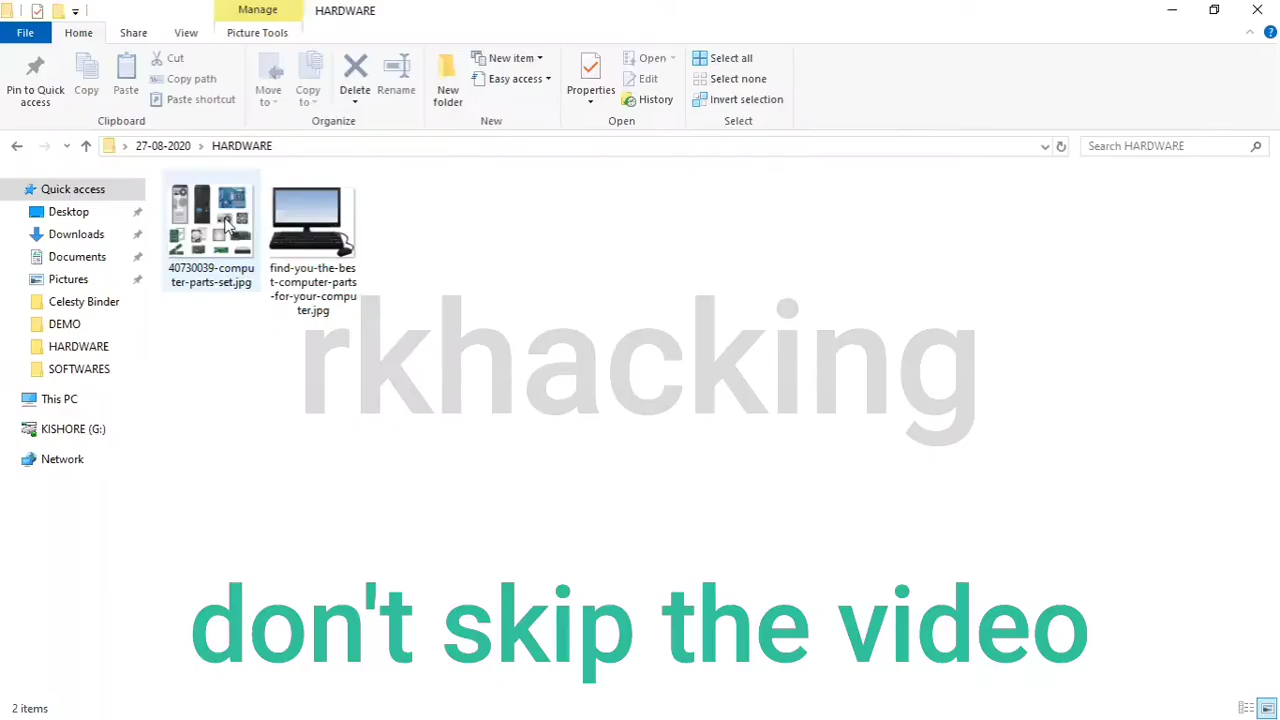 Manage
HARDWARE
File
Home
Share
View
Picture Tools
Pin to Quick
access
Copy
Paste
Cut
Copy path
Paste shortcut
Clipboard
Move
to
Copy
to
Delete
Rename
Organize
New
folder
New item
Easy access
New
Properties
Open
Edit
History
Open
Select all
Select none
Invert selection
Select
27-08-2020
HARDWARE
Search HARDWARE
Quick access
Desktop
Downloads
Documents
Pictures
Celesty Binder
DEMO
HARDWARE
SOFTWARES
This PC
KISHORE (G:)
Network
40730039-compu
ter-parts-set.jpg
find-you-the-bes
t-computer-parts
-for-your-compu
ter.jpg
rkhacking
don't skip the video
2 items